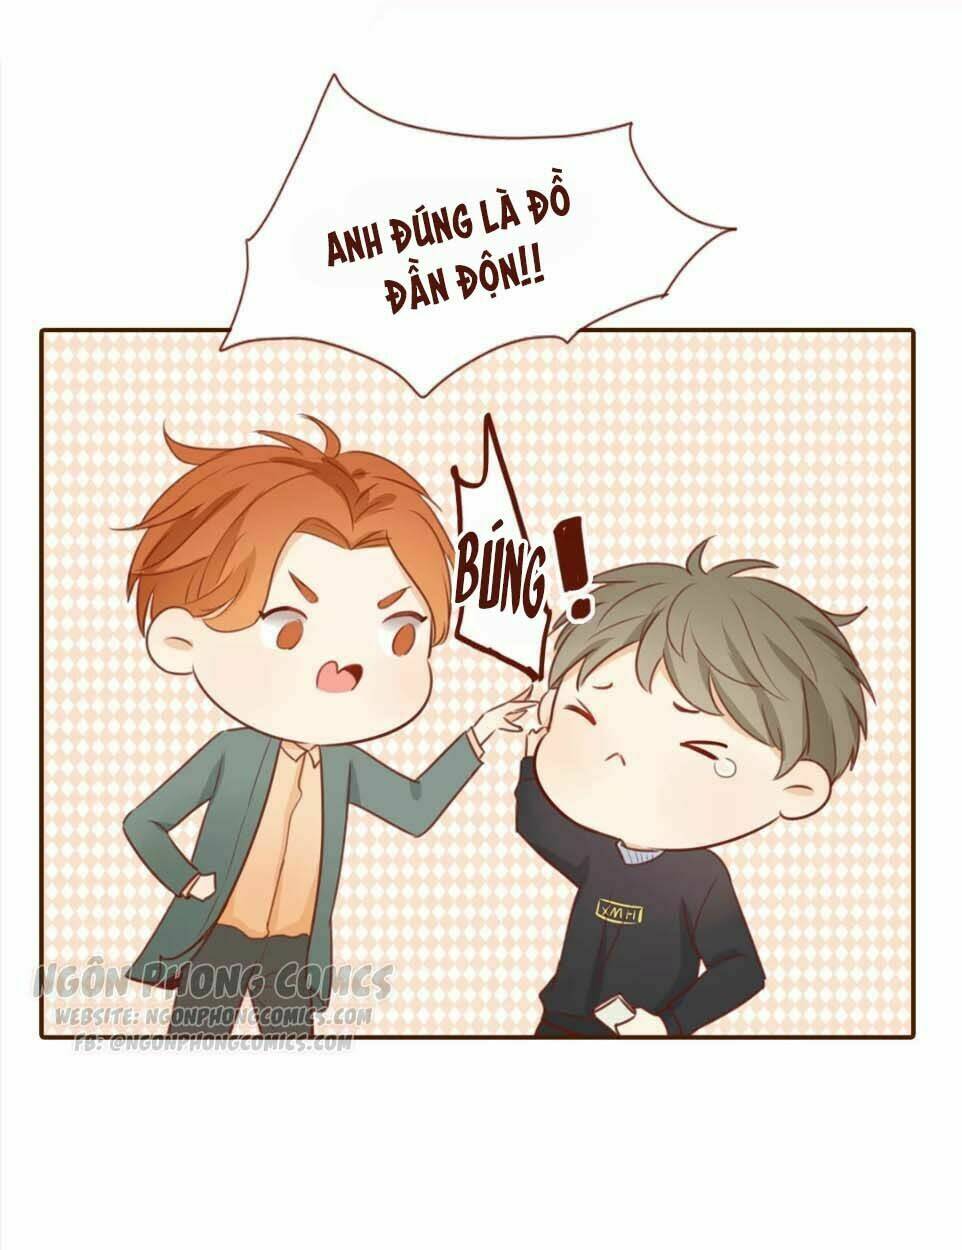 ANH ĐÚNG LÀ ĐỒ
ĐẦN ĐỘN!!
BÚNG
!
XMH
NGÔN PHONG COMICS
WEBSITE: NGONPHONGCOMICS.COM
FB: @NGONPHONGCOMICS.COM